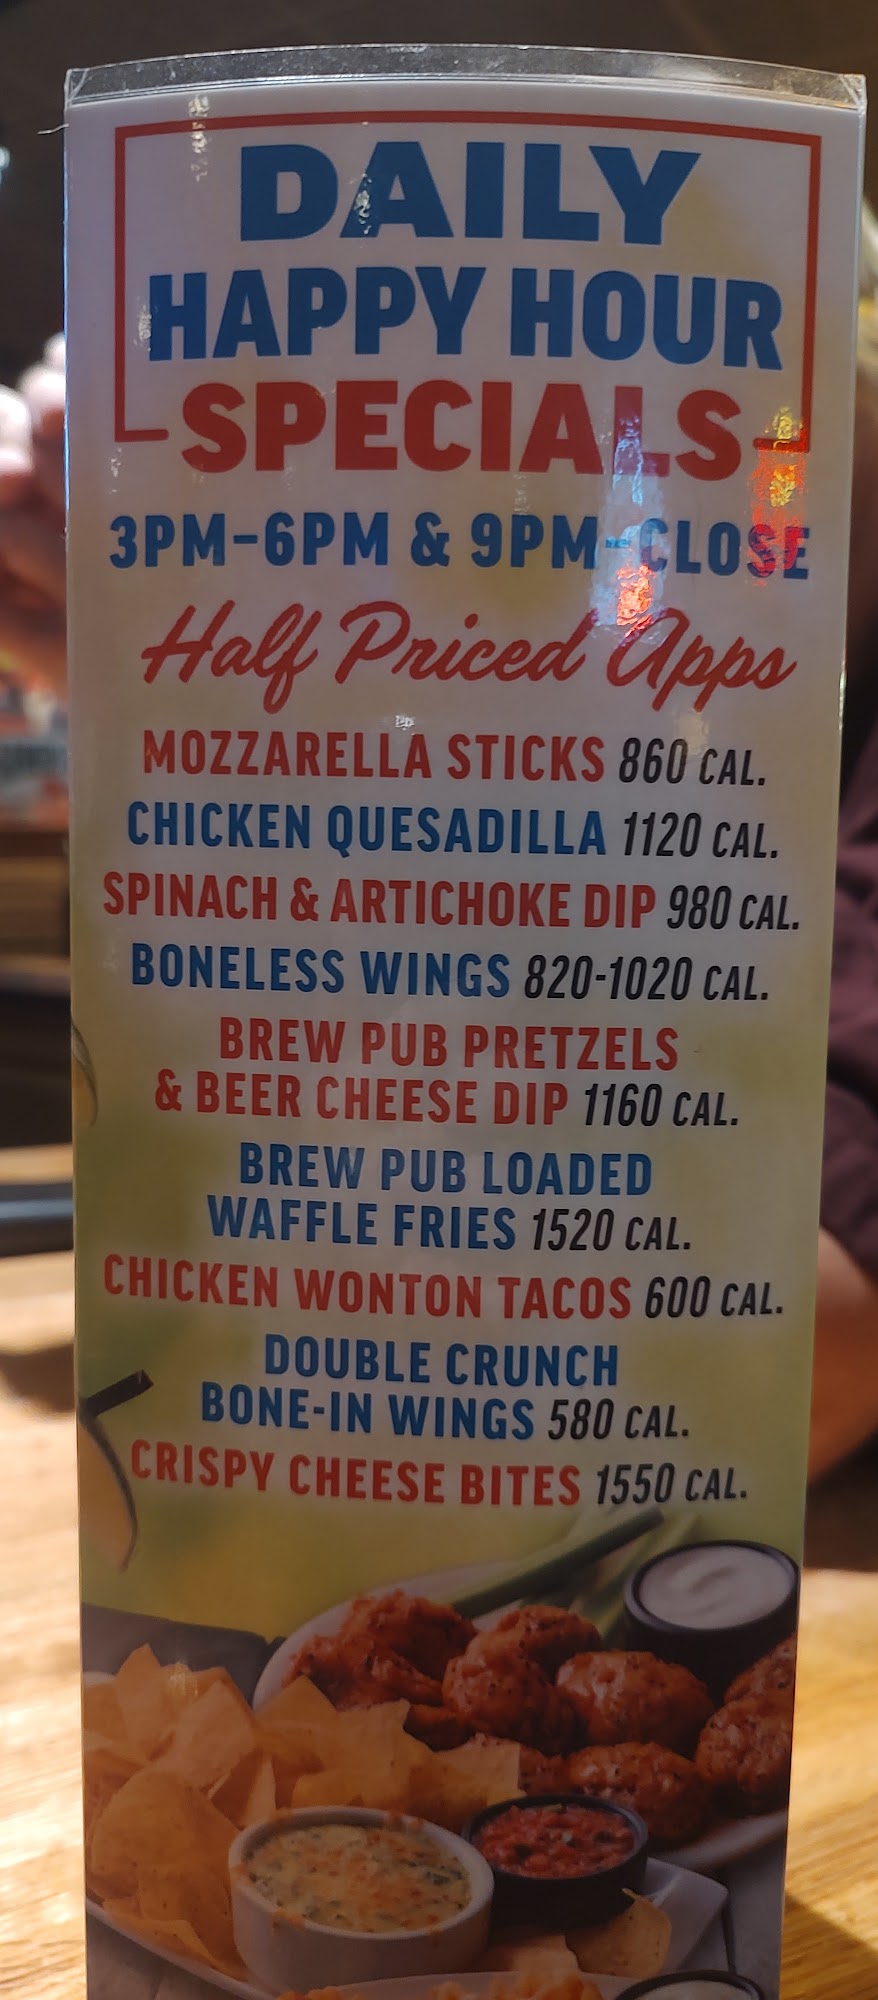 DAILY
HAPPY HOUR
SPECIALS
3PM-6PM & 9PM-CLOSE
Half Priced Apps
MOZZARELLA STICKS 860 CAL.
CHICKEN QUESADILLA 1120 CAL.
SPINACH & ARTICHOKE DIP 980 CAL.
BONELESS WINGS 820-1020 CAL.
BREW PUB PRETZELS
& BEER CHEESE DIP 1160 CAL.
BREW PUB LOADED
WAFFLE FRIES 1520 CAL.
CHICKEN WONTON TACOS 600 CAL.
DOUBLE CRUNCH
BONE-IN WINGS 580 CAL.
CRISPY CHEESE BITES 1550 CAL.